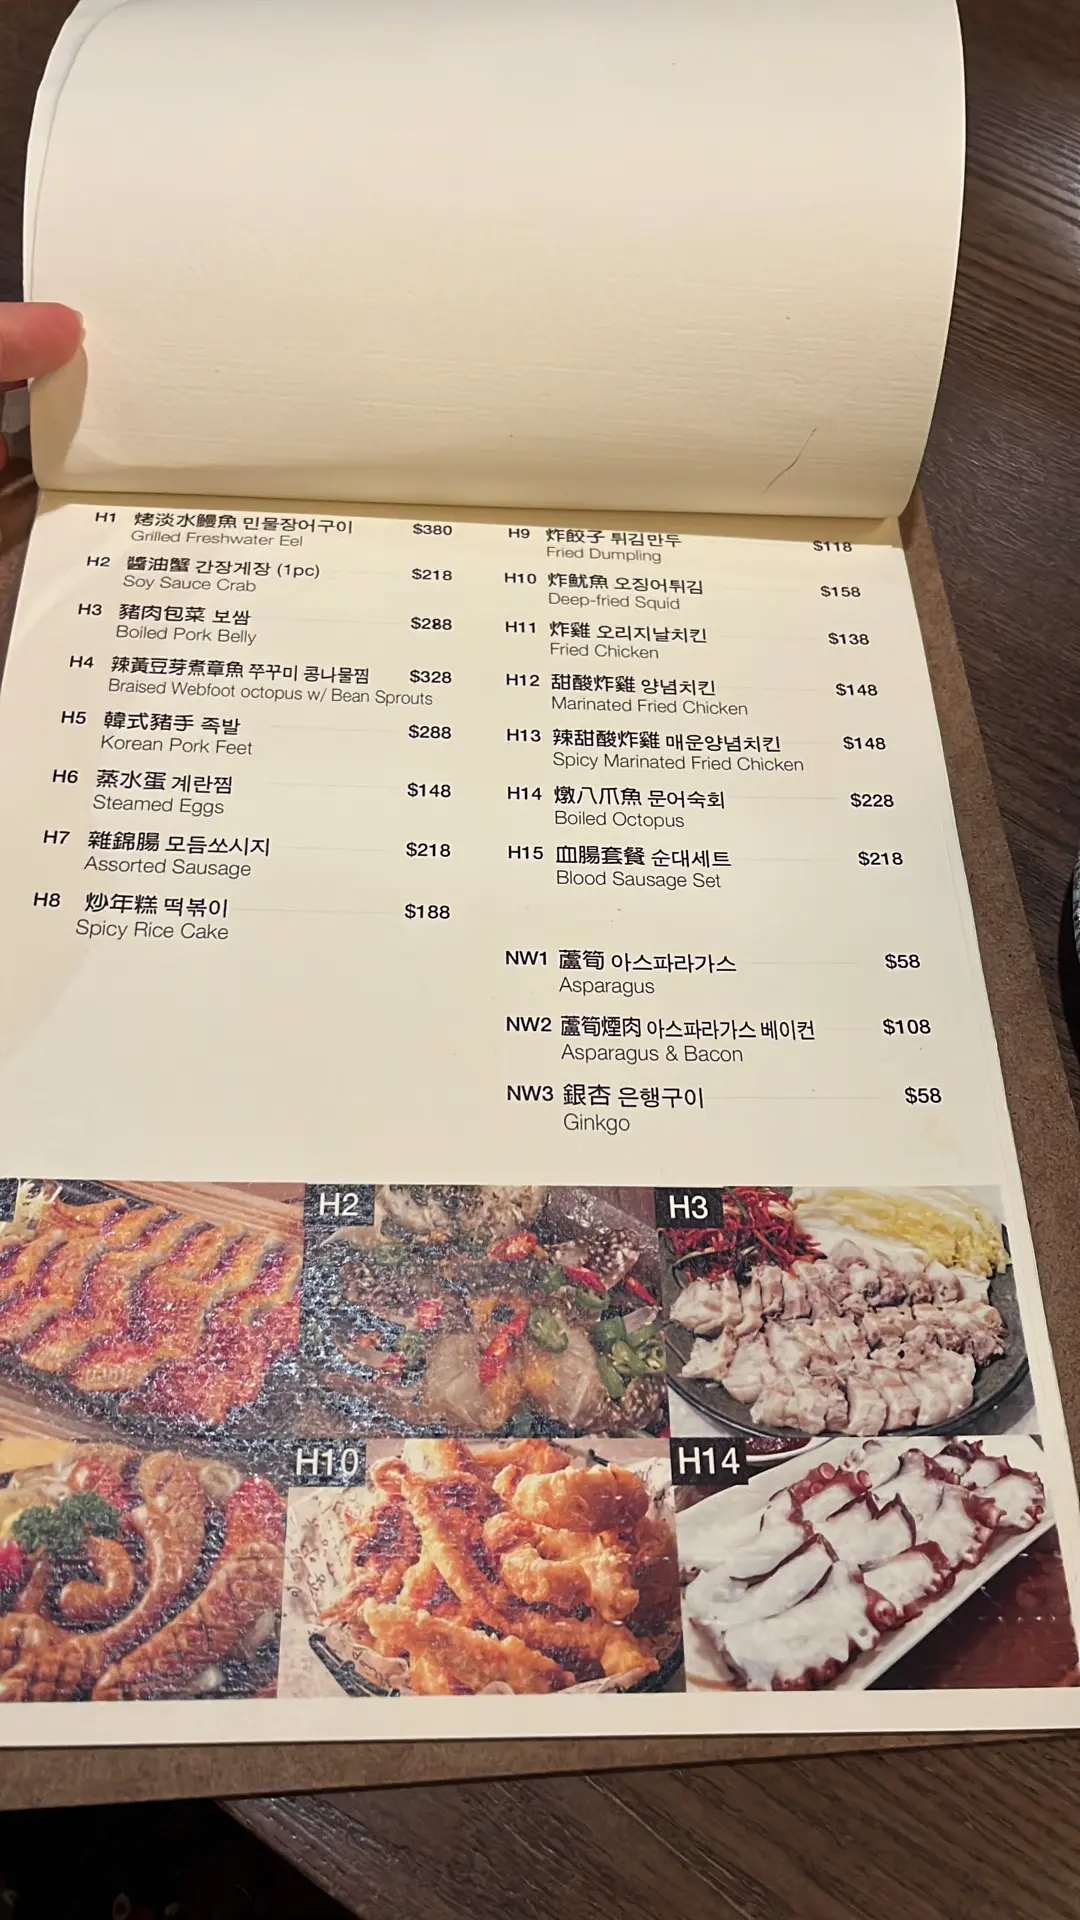 H1 烤淡水鰻魚 민물장어구이 $380
Grilled Freshwater Eel
H2 醬油蟹 간장게장 (1pc) $218
Soy Sauce Crab
H3 豬肉包菜 보쌈 $288
Boiled Pork Belly
H4 辣黃豆芽煮章魚 쭈꾸미 콩나물찜 $328
Braised Webfoot octopus w/ Bean Sprouts
H5 韓式豬手 족발 $288
Korean Pork Feet
H6 蒸水蛋 계란찜 $148
Steamed Eggs
H7 雜錦腸 모듬쏘시지 $218
Assorted Sausage
H8 炒年糕 떡볶이 $188
Spicy Rice Cake
H9 炸餃子 튀김만두 $118
Fried Dumpling
H10 炸魷魚 오징어튀김 $158
Deep-fried Squid
H11 炸雞 오리지날치킨 $138
Fried Chicken
H12 甜酸炸雞 양념치킨 $148
Marinated Fried Chicken
H13 辣甜酸炸雞 매운양념치킨 $148
Spicy Marinated Fried Chicken
H14 燉八爪魚 문어숙회 $228
Boiled Octopus
H15 血腸套餐 순대세트 $218
Blood Sausage Set
NW1 蘆筍 아스파라가스 $58
Asparagus
NW2 蘆筍煙肉 아스파라가스 베이컨 $108
Asparagus & Bacon
NW3 銀杏 은행구이 $58
Ginkgo
H2
H3
H10
H14